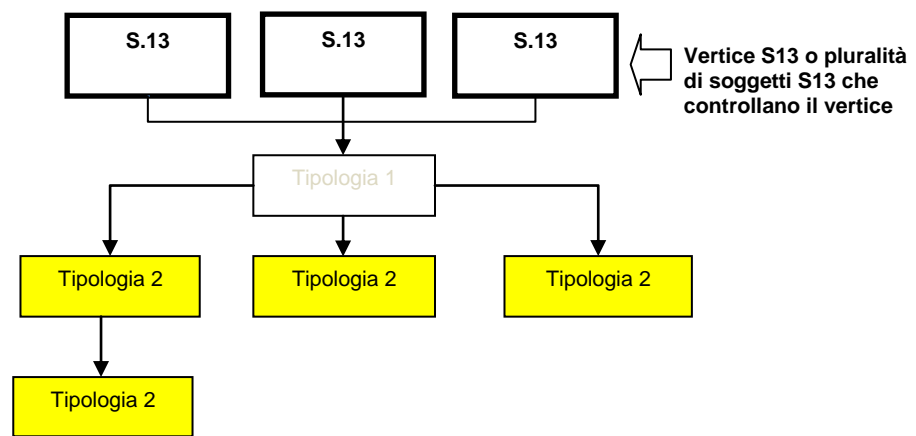 S.13
S.13
S.13
Vertice S13 o pluralità
di soggetti S13 che
controllano il vertice
Tipologia 1
Tipologia 2
Tipologia 2
Tipologia 2
Tipologia 2